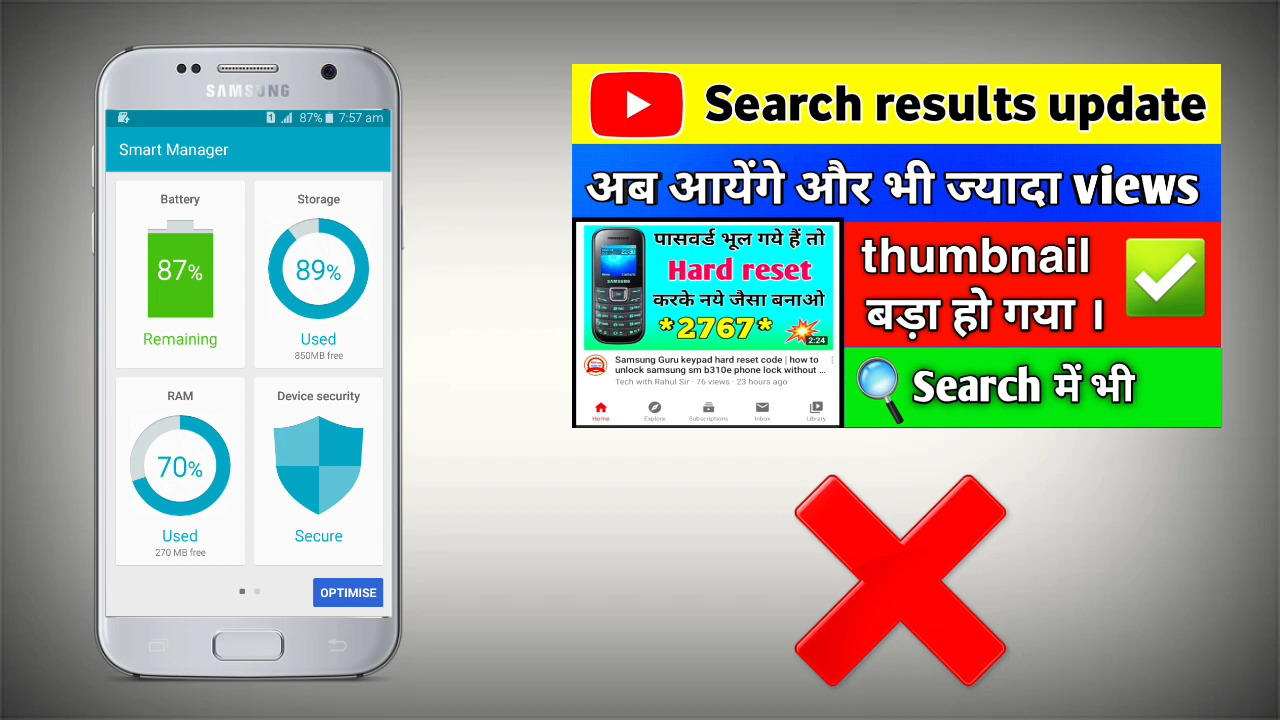 SAMSUNG
87% 7:57 am
Smart Manager
Battery
87%
Remaining
Storage
89%
Used
850MB free
RAM
70%
Used
270 MB free
Device security
Secure
OPTIMISE
Search results update
अब आयेंगे और भी ज्यादा views
पासवर्ड भूल गये हैं तो
Hard reset
करके नये जैसा बनाओ
*2767*
2:24
SAMSUNG
Samsung Guru keypad hard reset code | how to
unlock samsung sm b310e phone lock without ...
Tech with Rahul Sir · 76 views · 23 hours ago
Home Explore Subscriptions Inbox Library
thumbnail
बड़ा हो गया ।
Search में भी